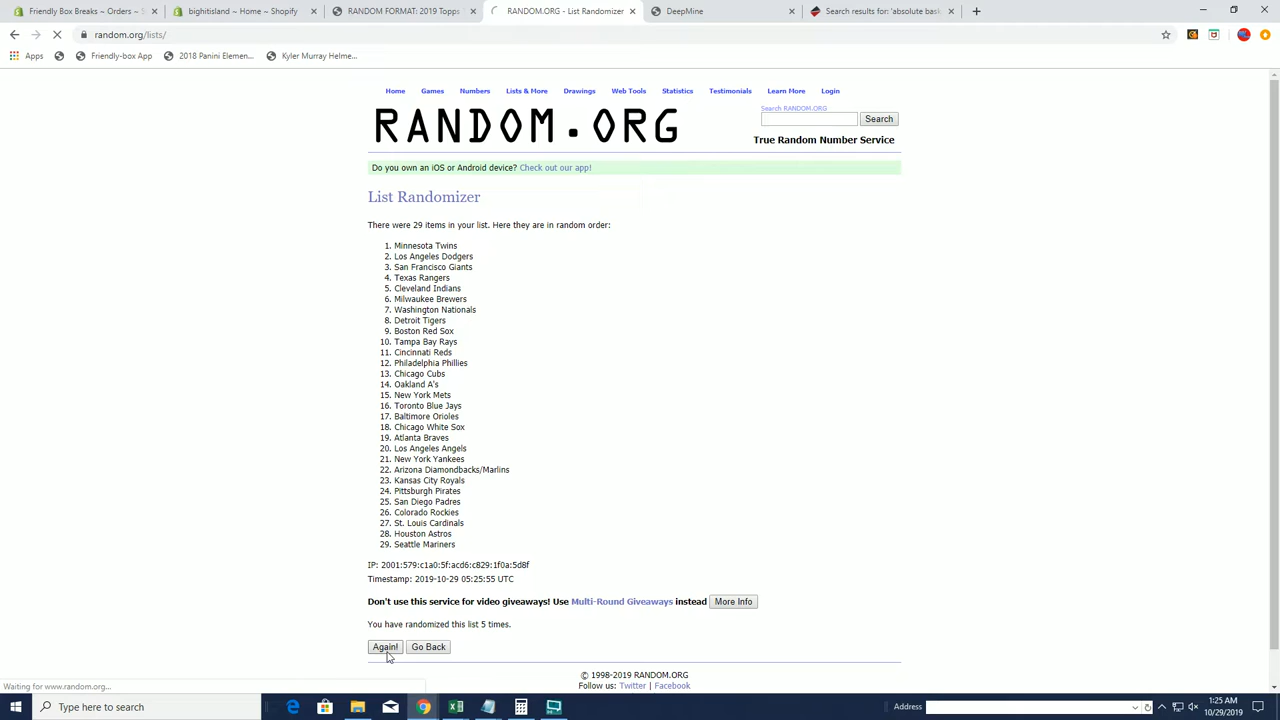 Friendly Box Breaks ~ Orders ~ S
bighitisland ~ Home ~ Shopify
RANDOM FORMAT: 2019 Topps
RANDOM.ORG - List Randomizer
DeepMine
Search results for: 'absolute bask
random.org/lists/
Apps
Friendly-box App
2018 Panini Elemen...
Kyler Murray Helme...
Home Games Numbers Lists & More Drawings Web Tools Statistics Testimonials Learn More Login
RANDOM.ORG
Search RANDOM.ORG
Search
True Random Number Service
Do you own an iOS or Android device? Check out our app!
List Randomizer
There were 29 items in your list. Here they are in random order:
1. Minnesota Twins
2. Los Angeles Dodgers
3. San Francisco Giants
4. Texas Rangers
5. Cleveland Indians
6. Milwaukee Brewers
7. Washington Nationals
8. Detroit Tigers
9. Boston Red Sox
10. Tampa Bay Rays
11. Cincinnati Reds
12. Philadelphia Phillies
13. Chicago Cubs
14. Oakland A's
15. New York Mets
16. Toronto Blue Jays
17. Baltimore Orioles
18. Chicago White Sox
19. Atlanta Braves
20. Los Angeles Angels
21. New York Yankees
22. Arizona Diamondbacks/Marlins
23. Kansas City Royals
24. Pittsburgh Pirates
25. San Diego Padres
26. Colorado Rockies
27. St. Louis Cardinals
28. Houston Astros
29. Seattle Mariners
IP: 2001:579:c1a0:5f:acd6:c829:1f0a:5d8f
Timestamp: 2019-10-29 05:25:55 UTC
Don't use this service for video giveaways! Use Multi-Round Giveaways instead More Info
You have randomized this list 5 times.
Again! Go Back
© 1998-2019 RANDOM.ORG
Follow us: Twitter | Facebook
Waiting for www.random.org...
Type here to search
Address
1:25 AM
10/29/2019